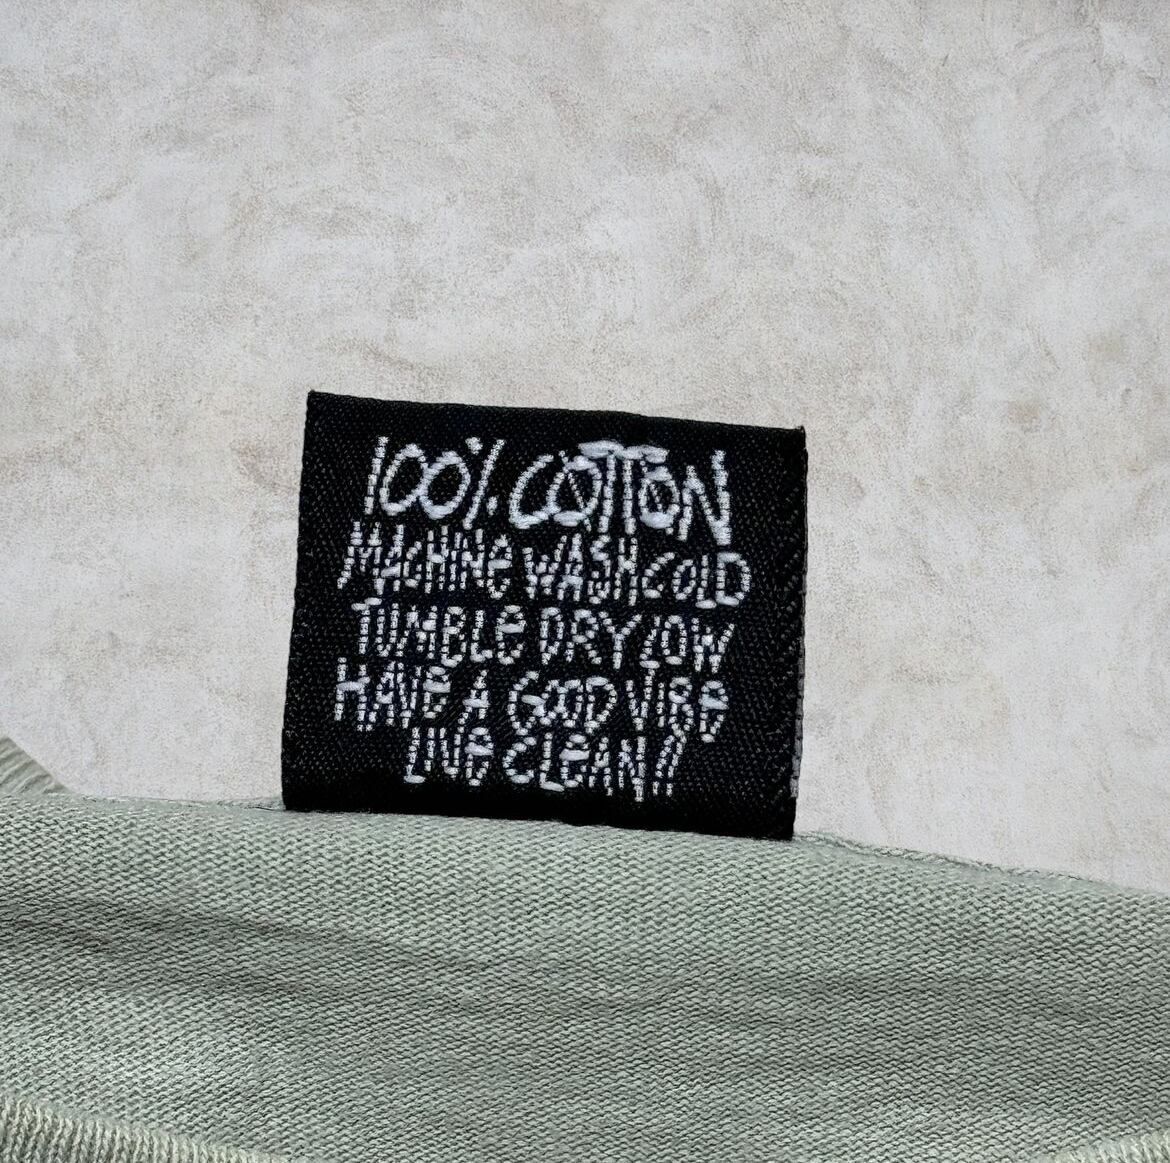 100% COTTON
MACHINE WASH COLD
TUMBLE DRY LOW
HAVE A GOOD VIBE
LIVE CLEAN!!